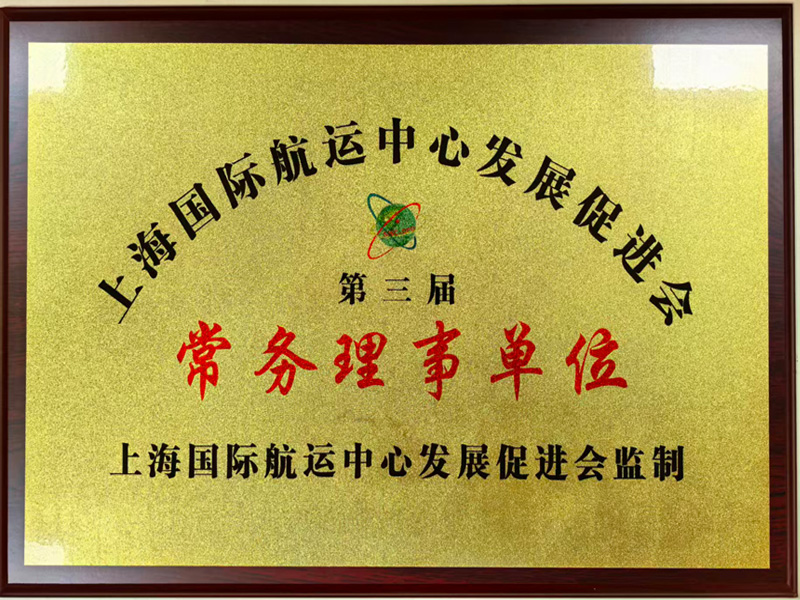 上海国际航运中心发展促进会
第三届
常务理事单位
上海国际航运中心发展促进会监制